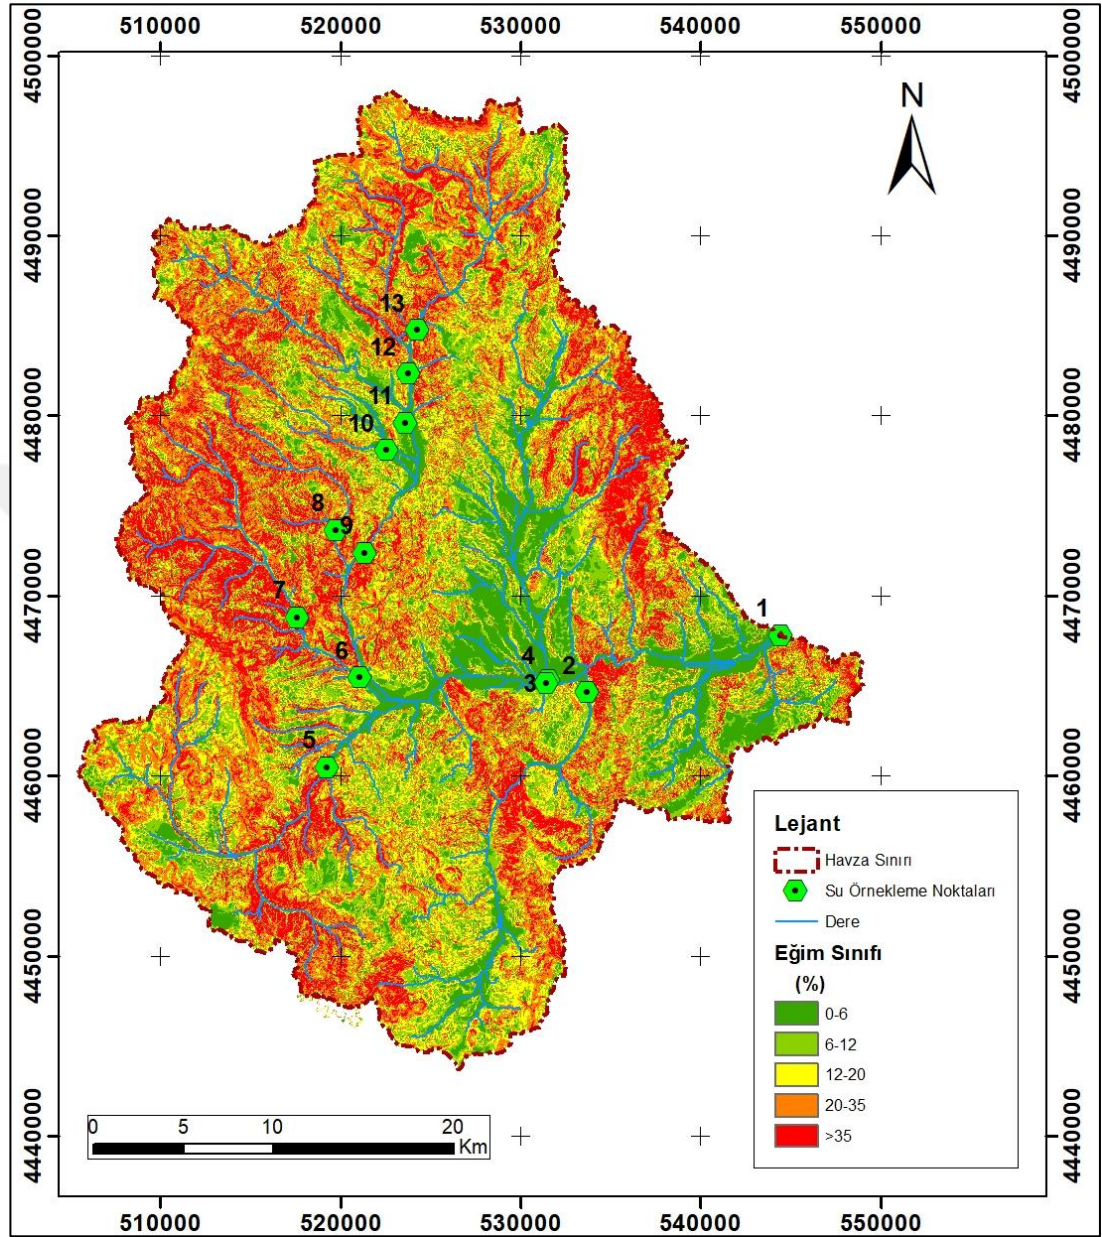 510000 520000 530000 540000 550000
4500000 4500000
N
4490000 4490000
13
12
11
4480000 4480000
10
8
9
4470000 4470000
7
1
6
4 2
3
5
4460000 4460000
Lejant
Havza Sınırı
Su Örnekleme Noktaları
Dere
Eğim Sınıfı
(%)
0-6
6-12
12-20
20-35
>35
4450000 4450000
0 5 10 20
Km
4440000 4440000
510000 520000 530000 540000 550000